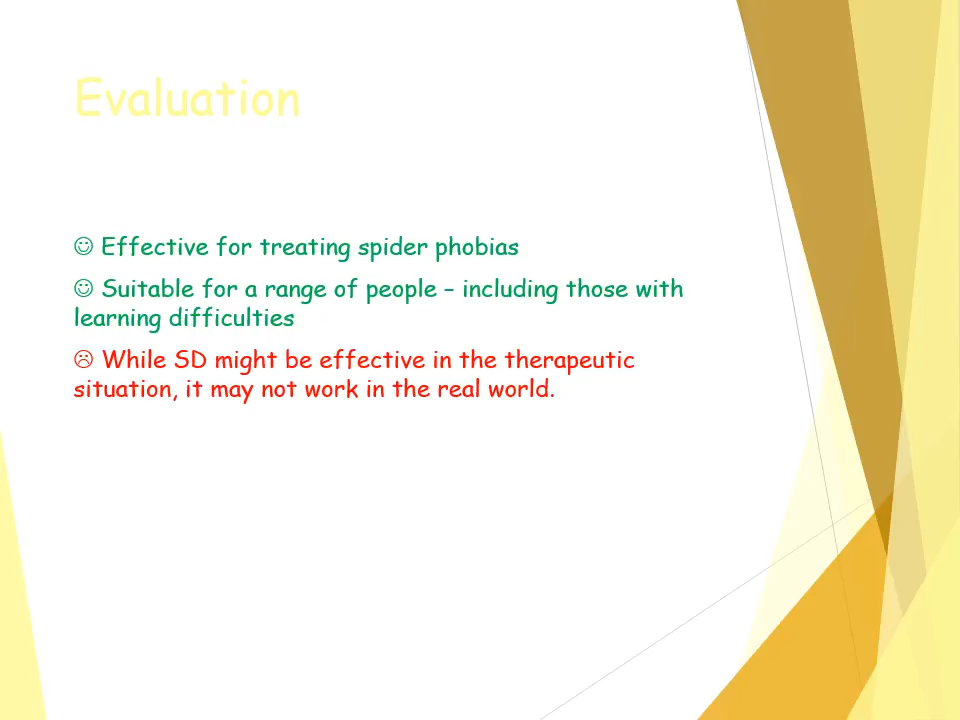 Evaluation
☺ Effective for treating spider phobias
☺ Suitable for a range of people – including those with
learning difficulties
☹ While SD might be effective in the therapeutic
situation, it may not work in the real world.